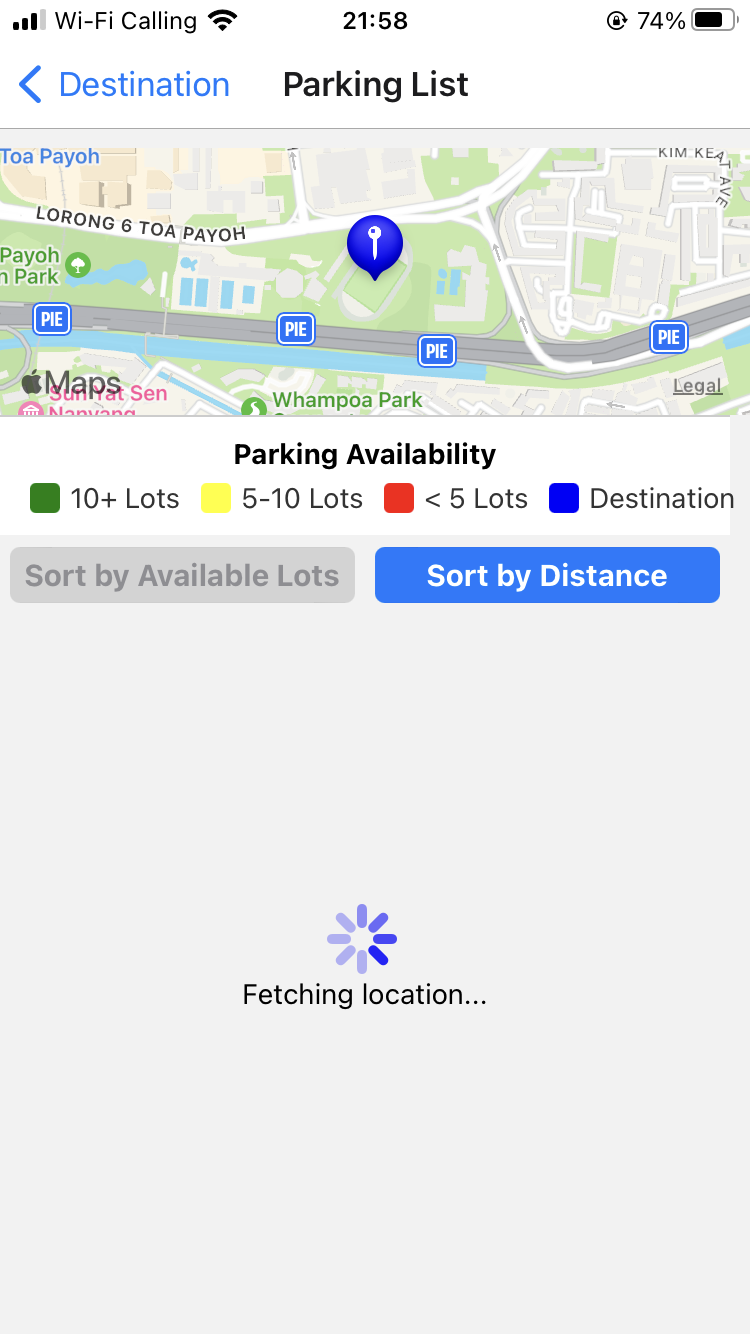 Wi-Fi Calling 21:58 74%
Destination Parking List
Toa Payoh
KIM KEAT AVE
LORONG 6 TOA PAYOH
Payoh
n Park
PIE
PIE
PIE
PIE
Maps
Sun Yat Sen
Nanyang
Whampoa Park
Legal
Parking Availability
10+ Lots 5-10 Lots < 5 Lots Destination
Sort by Available Lots Sort by Distance
Fetching location...